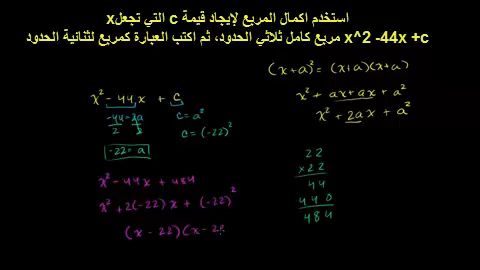 استخدم اكمال المربع لإيجاد قيمة c التي تجعلx
x^2 -44x +c مربع كامل ثلاثي الحدود، ثم اكتب العبارة كمربع لثنائية الحدود
(x+a)² = (x+a)(x+a)
x² + ax + ax + a²
x² + 2ax + a²
x² - 44x + c
-44 = 2a
2 2
c = a²
c = (-22)²
-22 = a
x² - 44x + 484
x² + 2(-22)x + (-22)²
(x - 22)(x - 22
22
x 22
44
440
484